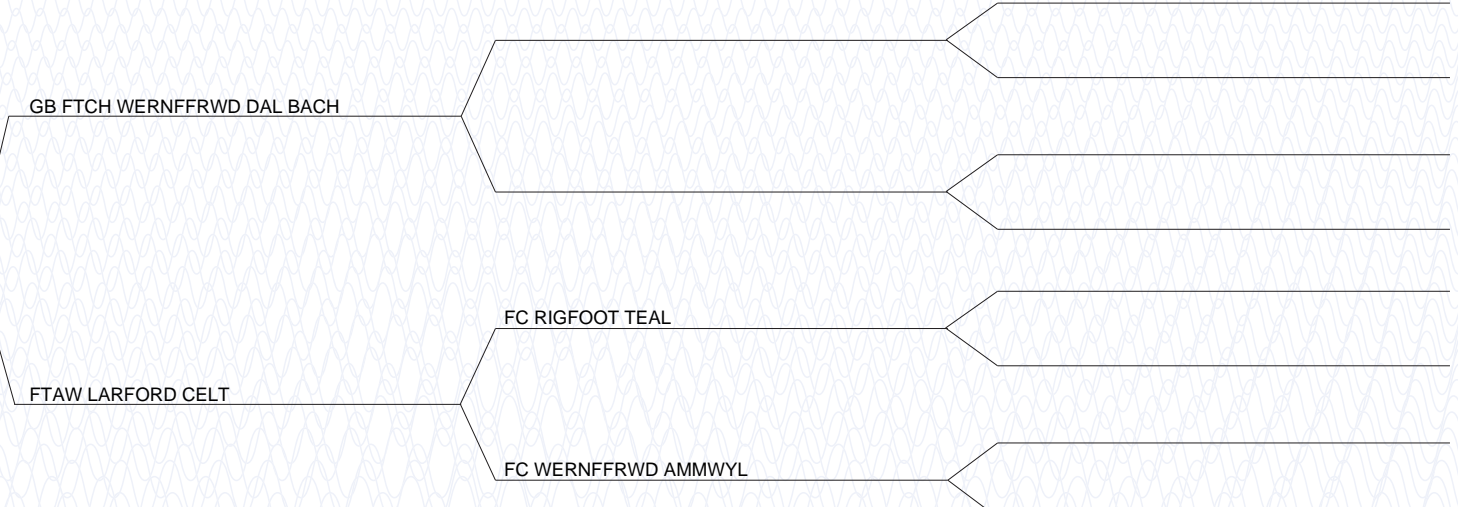 GB FTCH WERNFFRWD DAL BACH
FC RIGFOOT TEAL
FTAW LARFORD CELT
FC WERNFFRWD AMMWYL